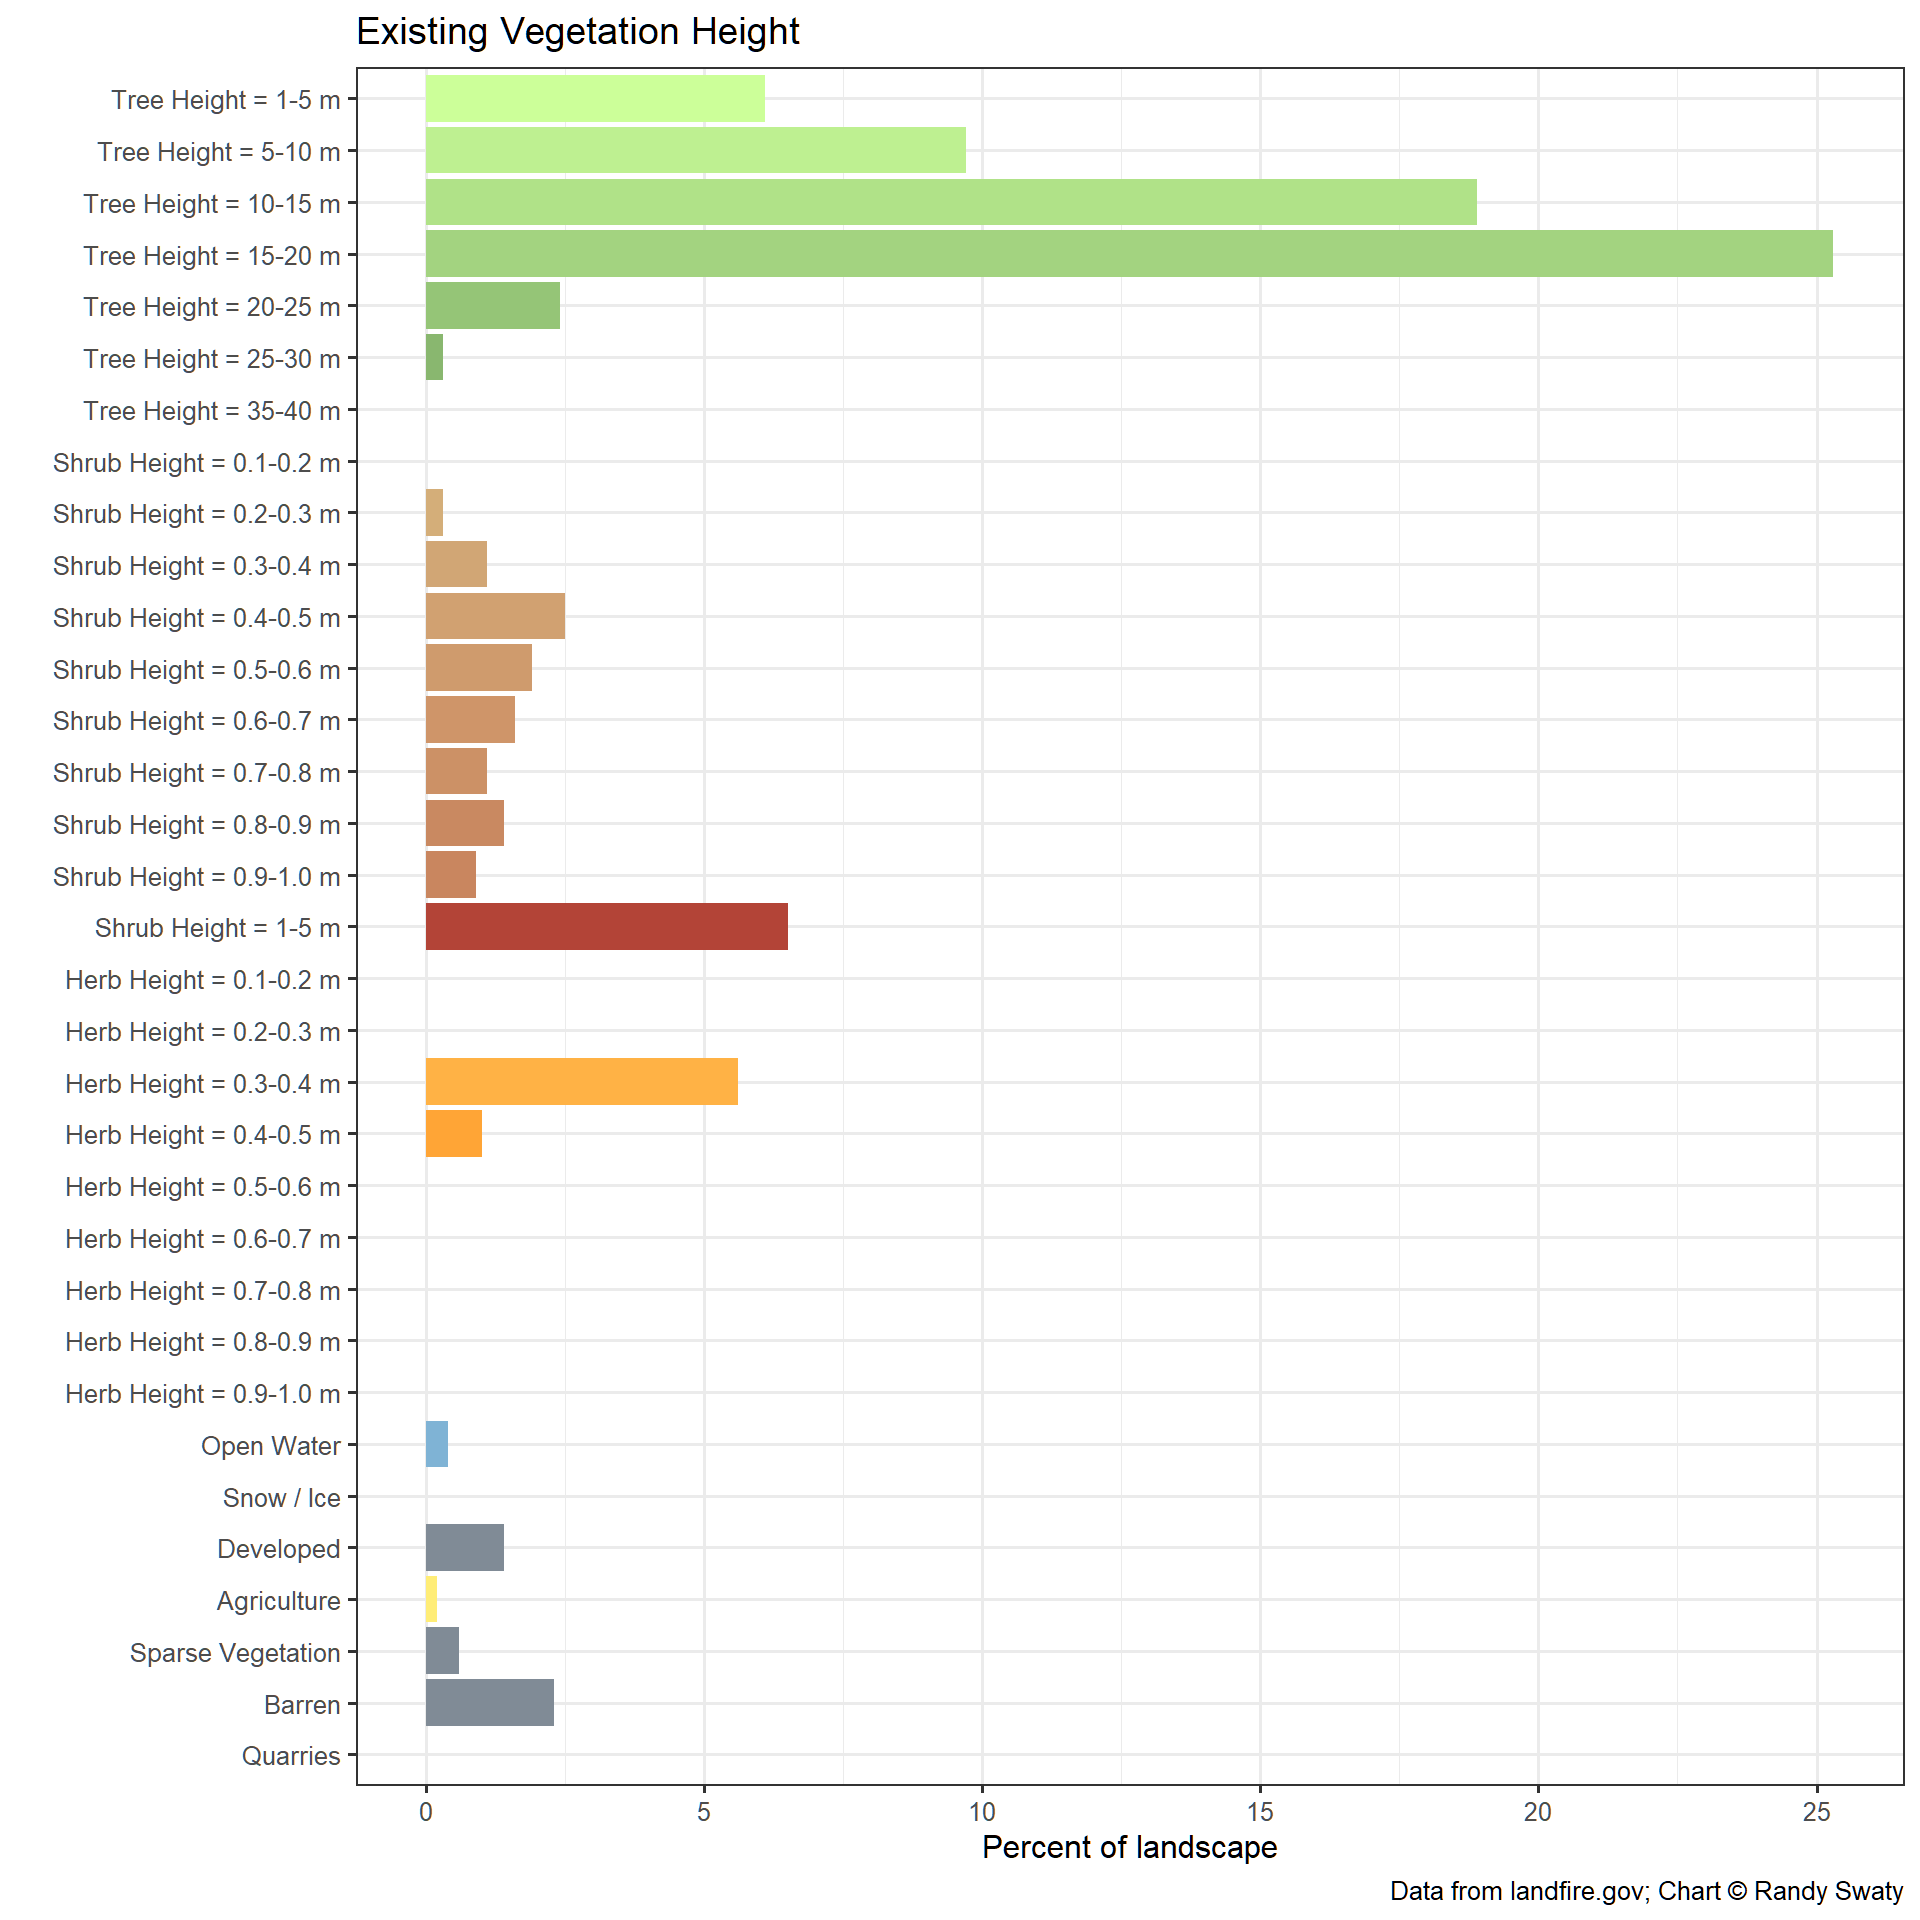 Existing Vegetation Height
Tree Height = 1-5 m
Tree Height = 5-10 m
Tree Height = 10-15 m
Tree Height = 15-20 m
Tree Height = 20-25 m
Tree Height = 25-30 m
Tree Height = 35-40 m
Shrub Height = 0.1-0.2 m
Shrub Height = 0.2-0.3 m
Shrub Height = 0.3-0.4 m
Shrub Height = 0.4-0.5 m
Shrub Height = 0.5-0.6 m
Shrub Height = 0.6-0.7 m
Shrub Height = 0.7-0.8 m
Shrub Height = 0.8-0.9 m
Shrub Height = 0.9-1.0 m
Shrub Height = 1-5 m
Herb Height = 0.1-0.2 m
Herb Height = 0.2-0.3 m
Herb Height = 0.3-0.4 m
Herb Height = 0.4-0.5 m
Herb Height = 0.5-0.6 m
Herb Height = 0.6-0.7 m
Herb Height = 0.7-0.8 m
Herb Height = 0.8-0.9 m
Herb Height = 0.9-1.0 m
Open Water
Snow / Ice
Developed
Agriculture
Sparse Vegetation
Barren
Quarries
0 5 10 15 20 25
Percent of landscape
Data from landfire.gov; Chart © Randy Swaty